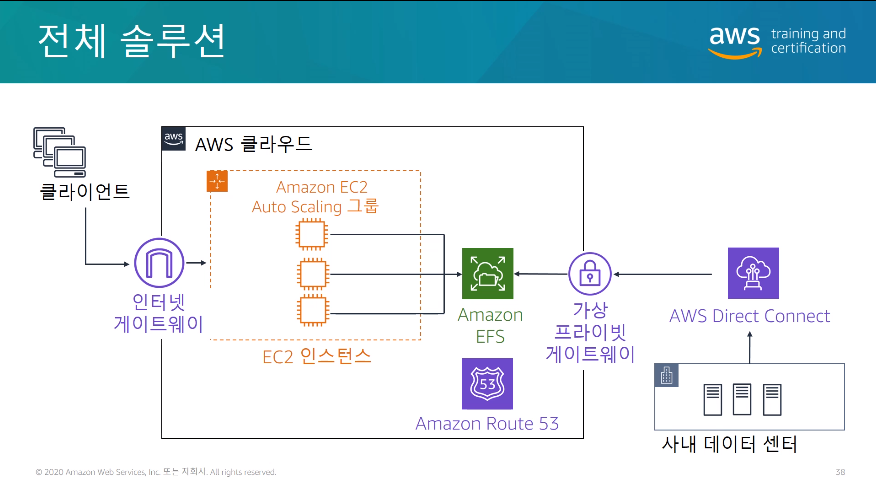 전체 솔루션
aws training and
certification
aws AWS 클라우드
클라이언트
Amazon EC2
Auto Scaling 그룹
인터넷
게이트웨이
EC2 인스턴스
Amazon
EFS
가상
프라이빗
게이트웨이
AWS Direct Connect
53
Amazon Route 53
사내 데이터 센터
© 2020 Amazon Web Services, Inc. 또는 자회사. All rights reserved.
38